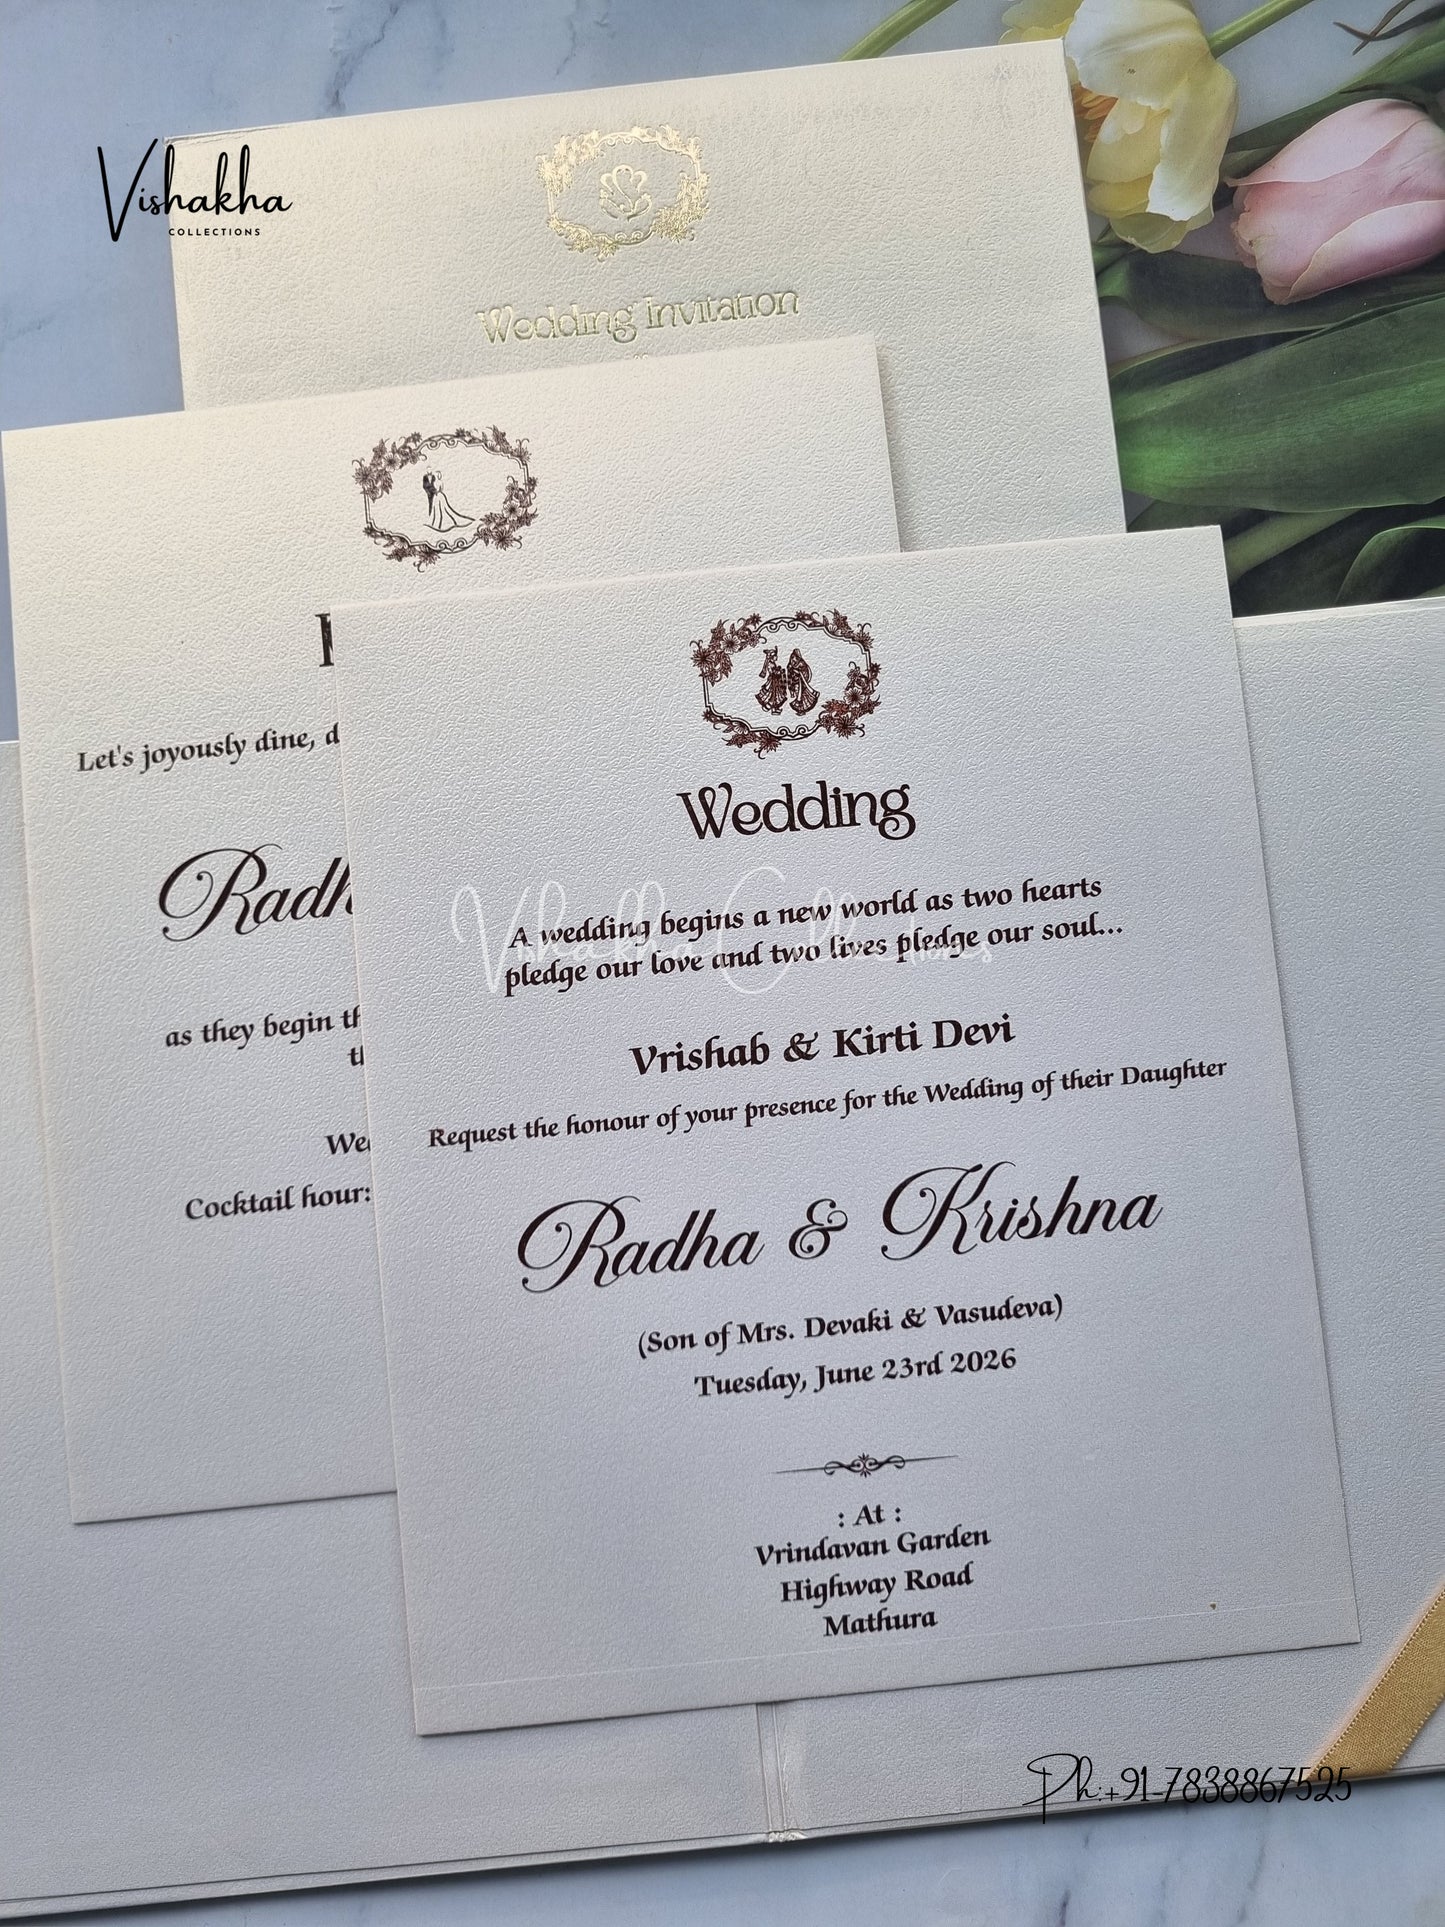 Vishakha
COLLECTIONS
Wedding Invitation
Let's joyously dine,
Radh
as they begin
Cocktail hour:
Wedding
Vishakha Collections
A wedding begins a new world as two hearts
pledge our love and two lives pledge our soul...
Vrishab & Kirti Devi
Request the honour of your presence for the Wedding of their Daughter
Radha & Krishna
(Son of Mrs. Devaki & Vasudeva)
Tuesday, June 23rd 2026
: At :
Vrindavan Garden
Highway Road
Mathura
Ph:+91-7838867525